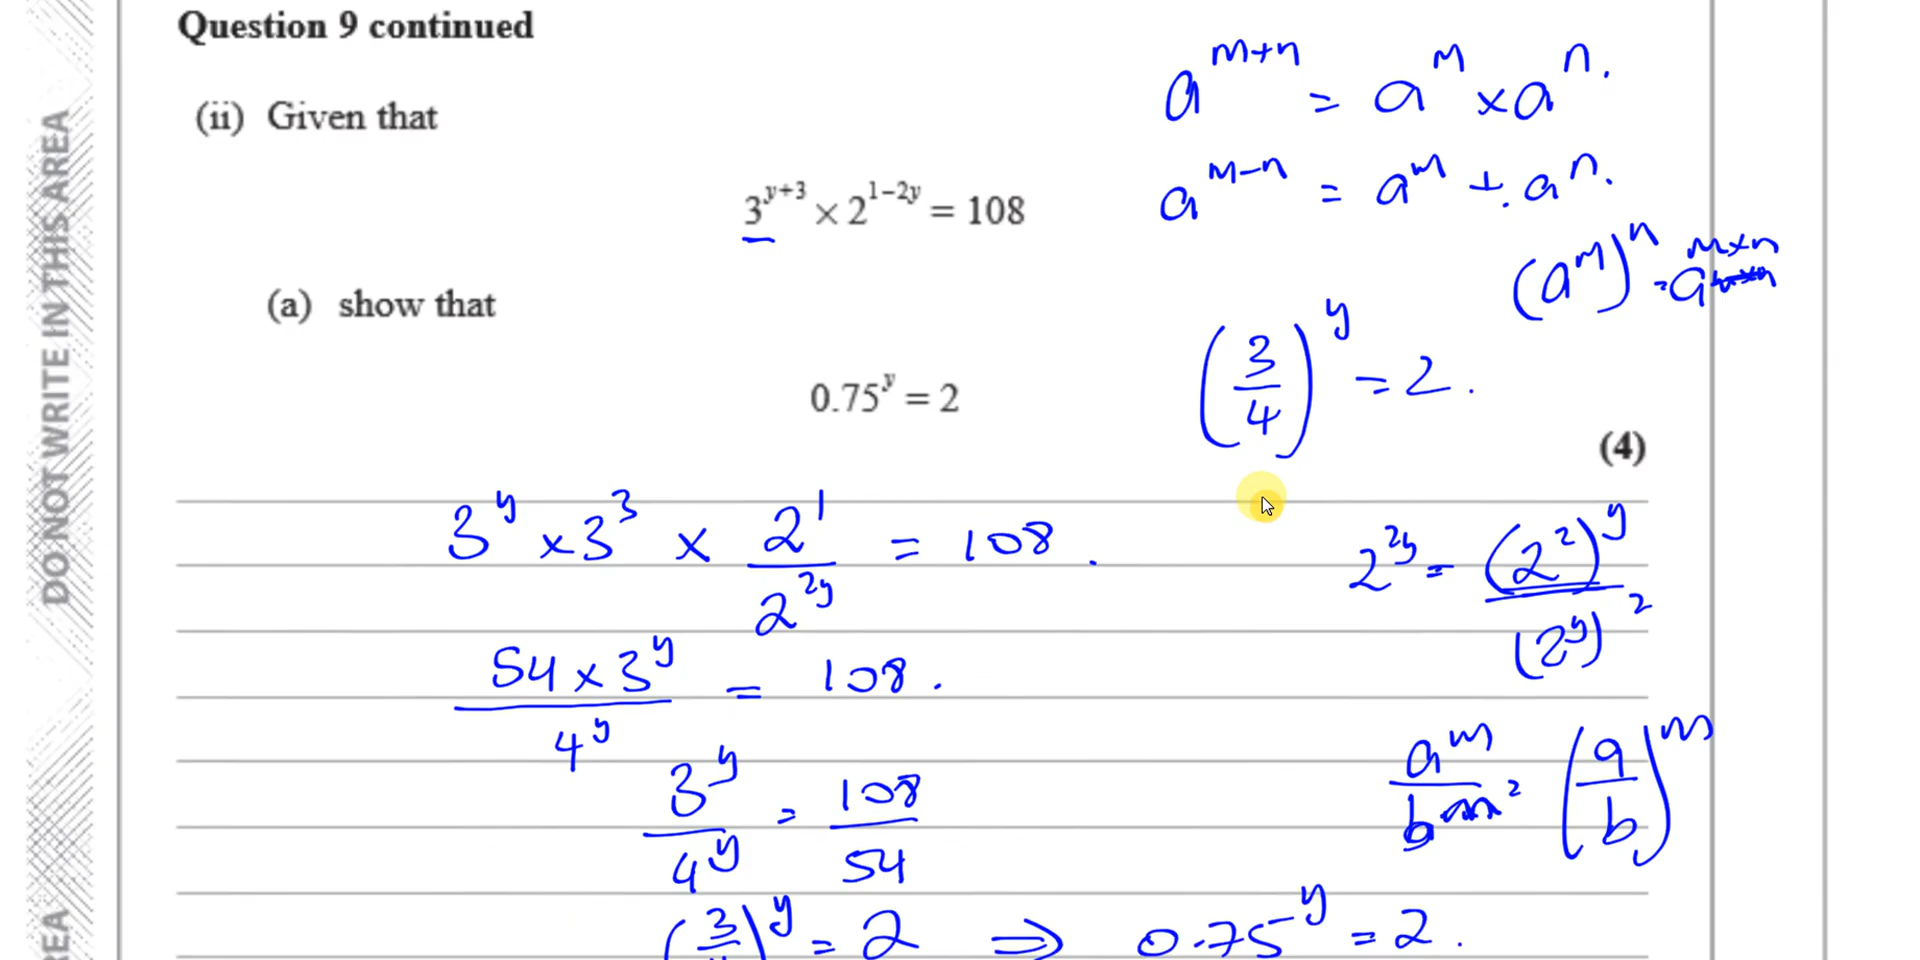 Question 9 continued
(ii) Given that
3^{y+3} × 2^{1−2y} = 108
(a) show that
0.75^y = 2
(4)
a^{m+n} = a^m × a^n.
a^{m−n} = a^m ÷ a^n.
(a^m)^n = a^{m×n}
(3/4)^y = 2.
3^y × 3^3 × 2^1/2^{2y} = 108.
2^{2y} = (2^2)^y
(2^y)^2
54 × 3^y / 4^y = 108.
3^y/4^y = 108/54
a^m/b^m = (a/b)^m
(3/4)^y = 2 ⇒ 0.75^y = 2.
DO NOT WRITE IN THIS AREA
REA